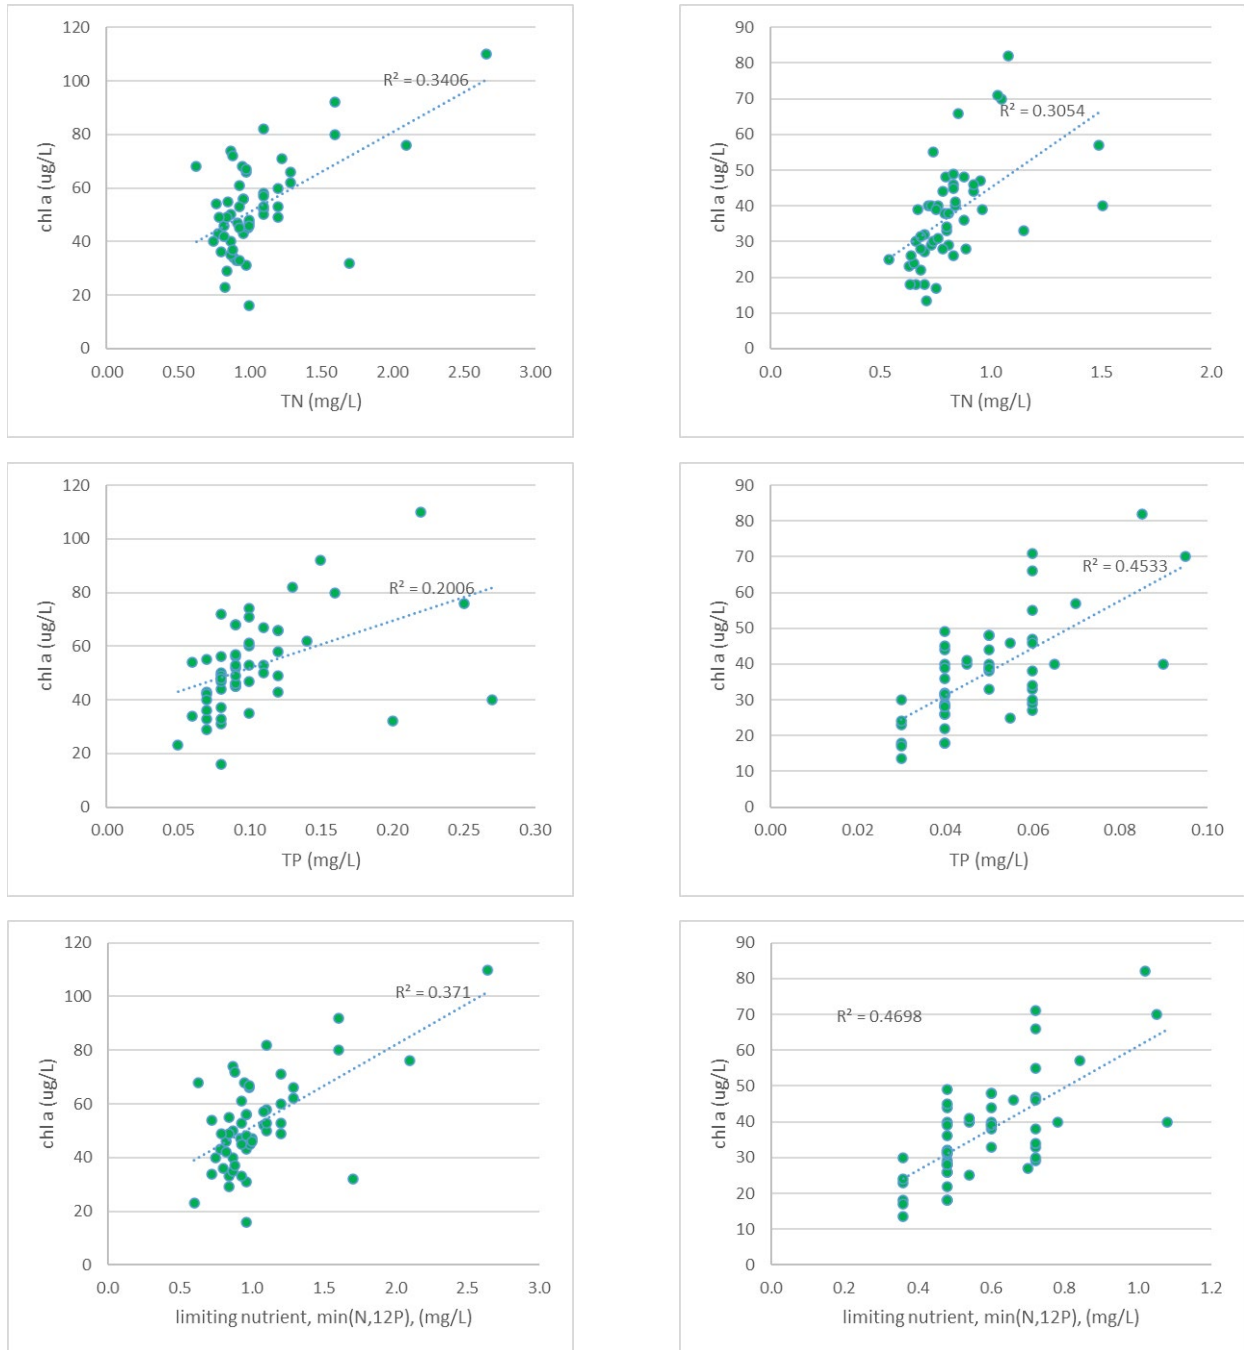 120
100
80
60
40
20
0
chl a (ug/L)
R² = 0.3406
0.00 0.50 1.00 1.50 2.00 2.50 3.00
TN (mg/L)
90
80
70
60
50
40
30
20
10
0
chl a (ug/L)
R² = 0.3054
0.0 0.5 1.0 1.5 2.0
TN (mg/L)
120
100
80
60
40
20
0
chl a (ug/L)
R² = 0.2006
0.00 0.05 0.10 0.15 0.20 0.25 0.30
TP (mg/L)
90
80
70
60
50
40
30
20
10
0
chl a (ug/L)
R² = 0.4533
0.00 0.02 0.04 0.06 0.08 0.10
TP (mg/L)
120
100
80
60
40
20
0
chl a (ug/L)
R² = 0.371
0.0 0.5 1.0 1.5 2.0 2.5 3.0
limiting nutrient, min(N,12P), (mg/L)
90
80
70
60
50
40
30
20
10
0
chl a (ug/L)
R² = 0.4698
0.0 0.2 0.4 0.6 0.8 1.0 1.2
limiting nutrient, min(N,12P), (mg/L)